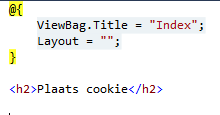 @{
    ViewBag.Title = "Index";
    Layout = "";
}
<h2>Plaats cookie</h2>